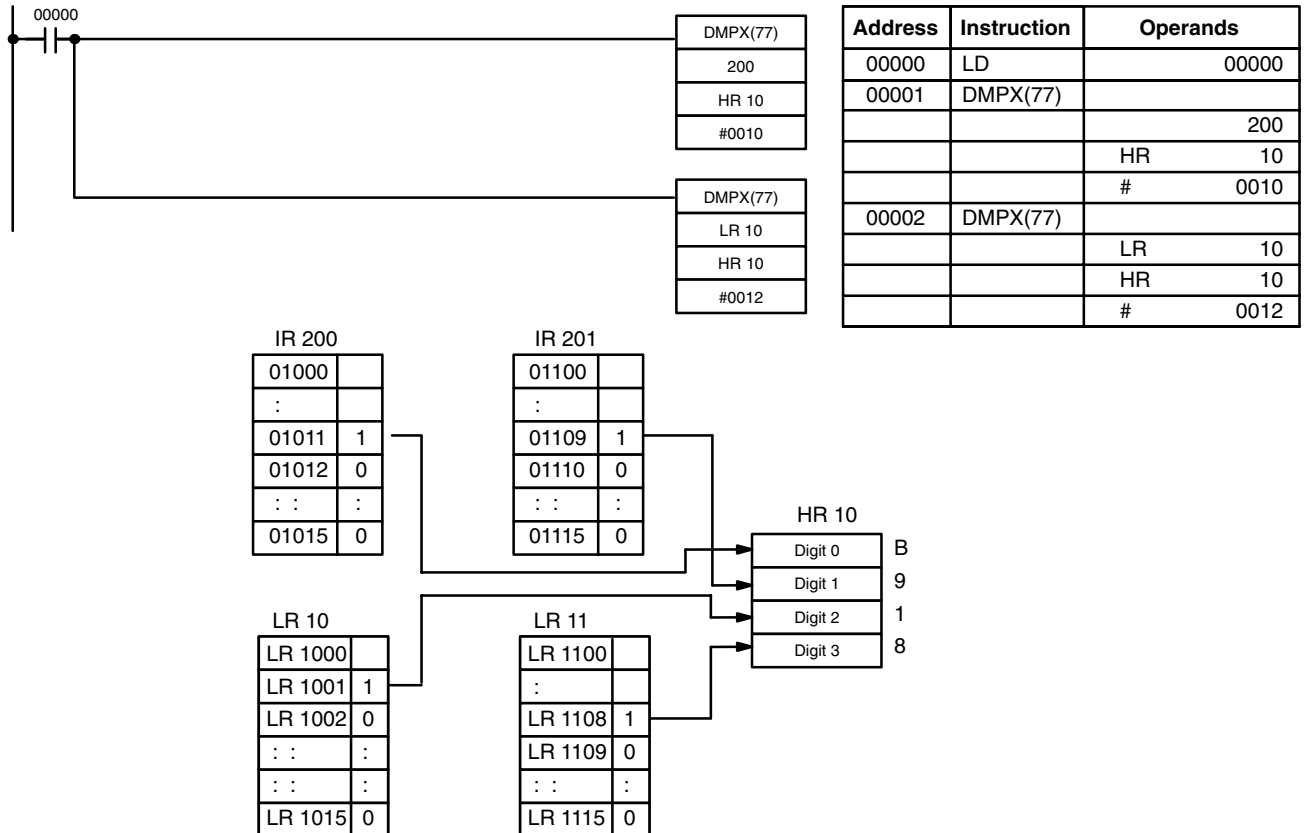 00000
DMPX(77)
200
HR 10
#0010
DMPX(77)
LR 10
HR 10
#0012
Address Instruction Operands
00000 LD 00000
00001 DMPX(77)
200
HR 10
# 0010
00002 DMPX(77)
LR 10
HR 10
# 0012
IR 200
01000
:
01011 1
01012 0
: : :
01015 0
IR 201
01100
:
01109 1
01110 0
: : :
01115 0
HR 10
Digit 0 B
Digit 1 9
Digit 2 1
Digit 3 8
LR 10
LR 1000
LR 1001 1
LR 1002 0
: : :
: : :
LR 1015 0
LR 11
LR 1100
:
LR 1108 1
LR 1109 0
: : :
LR 1115 0